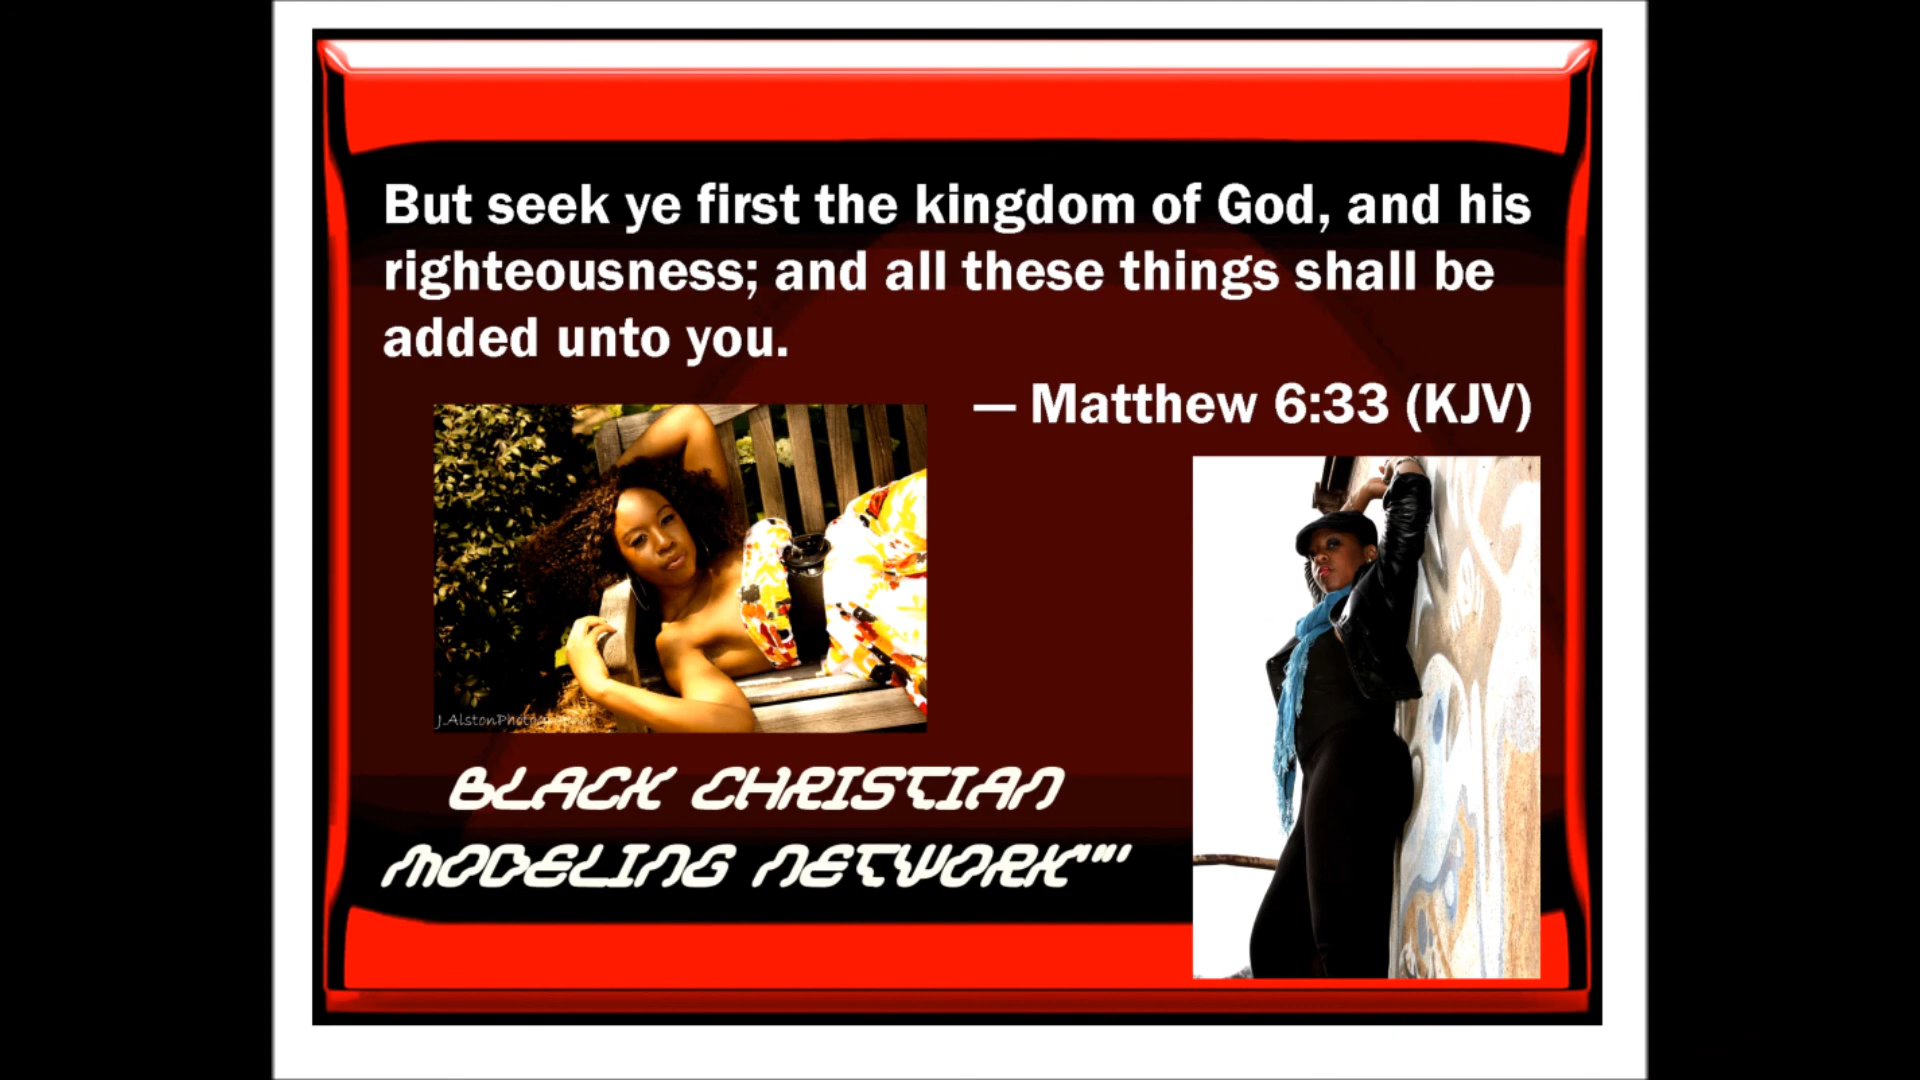 But seek ye first the kingdom of God, and his
righteousness; and all these things shall be
added unto you.
— Matthew 6:33 (KJV)
J.AlstonPhotography
BLACK CHRISTIAN
MODELING NETWORK""